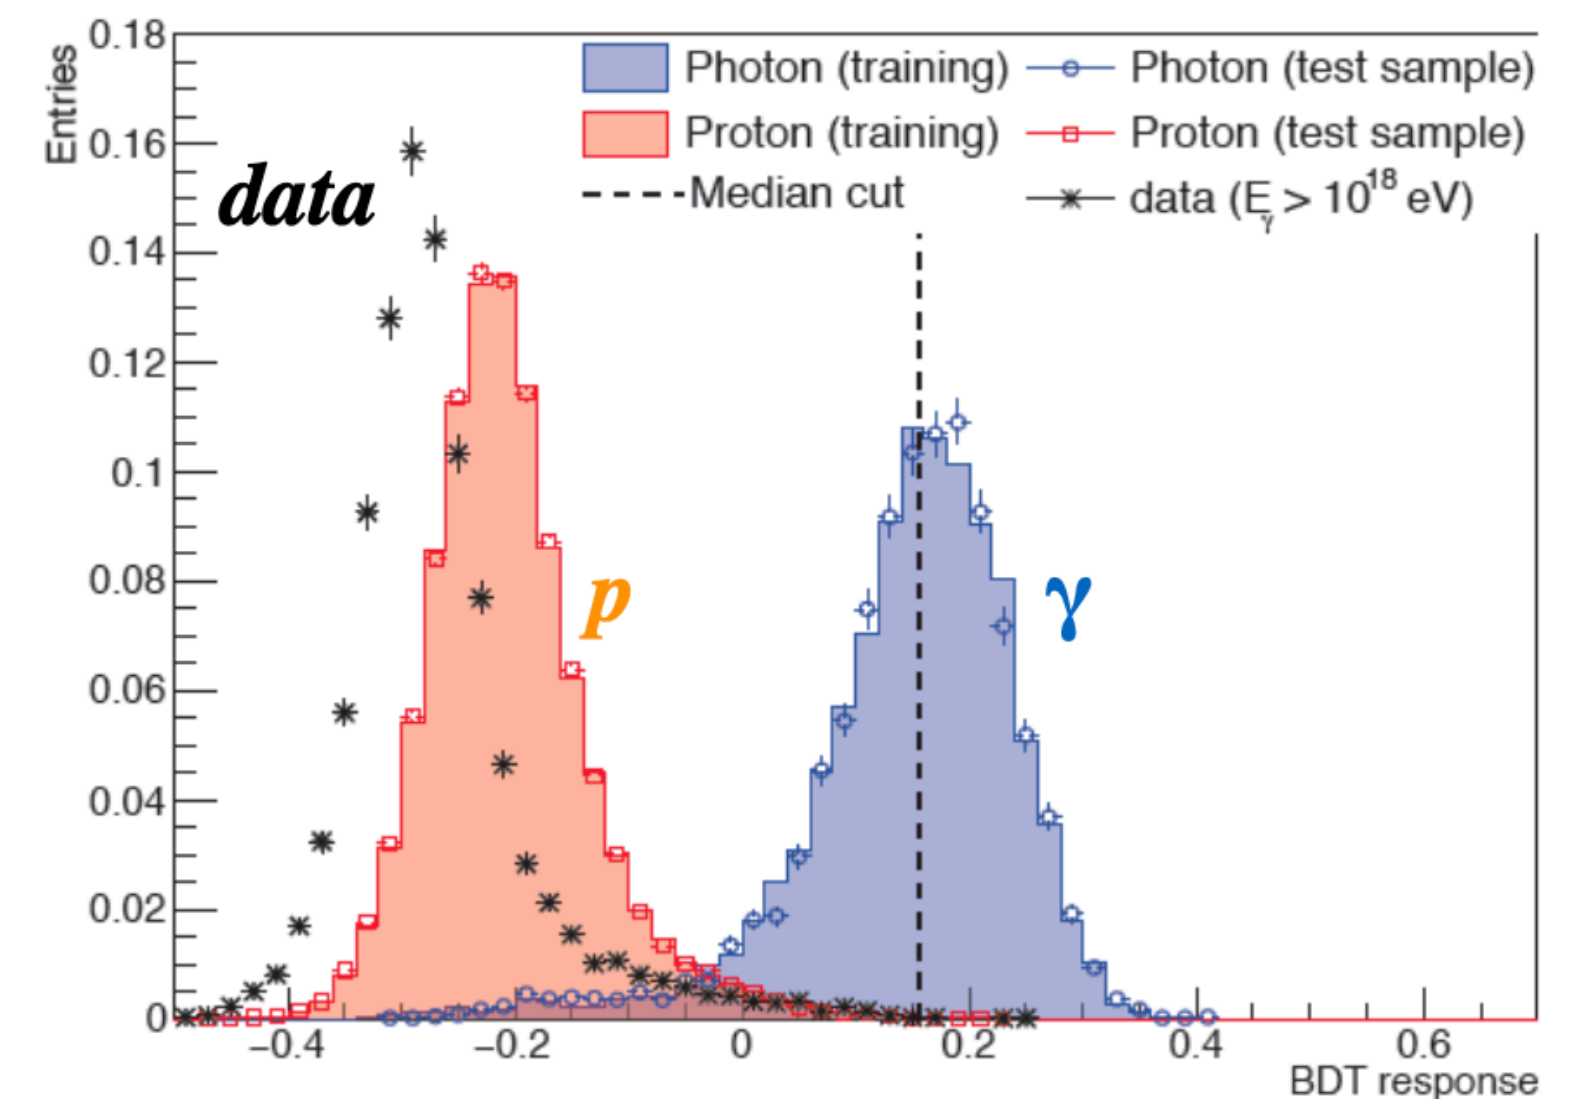 Entries
0.18
0.16
0.14
0.12
0.1
0.08
0.06
0.04
0.02
0
Photon (training)
Photon (test sample)
Proton (training)
Proton (test sample)
Median cut
data (Eγ > 10¹⁸ eV)
data
p
γ
−0.4
−0.2
0
0.2
0.4
0.6
BDT response